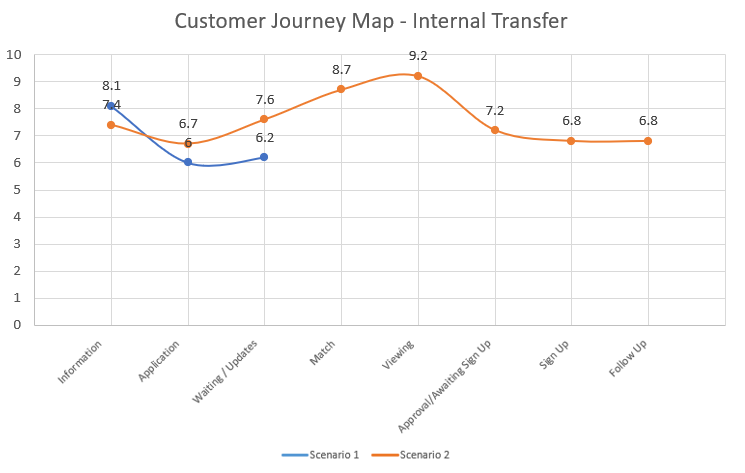 Customer Journey Map - Internal Transfer
10
9
8
7
6
5
4
3
2
1
0
8.1
7.4
6.7
6
7.6
6.2
8.7
9.2
7.2
6.8
6.8
Information
Application
Waiting / Updates
Match
Viewing
Approval/Awaiting Sign Up
Sign Up
Follow Up
Scenario 1
Scenario 2